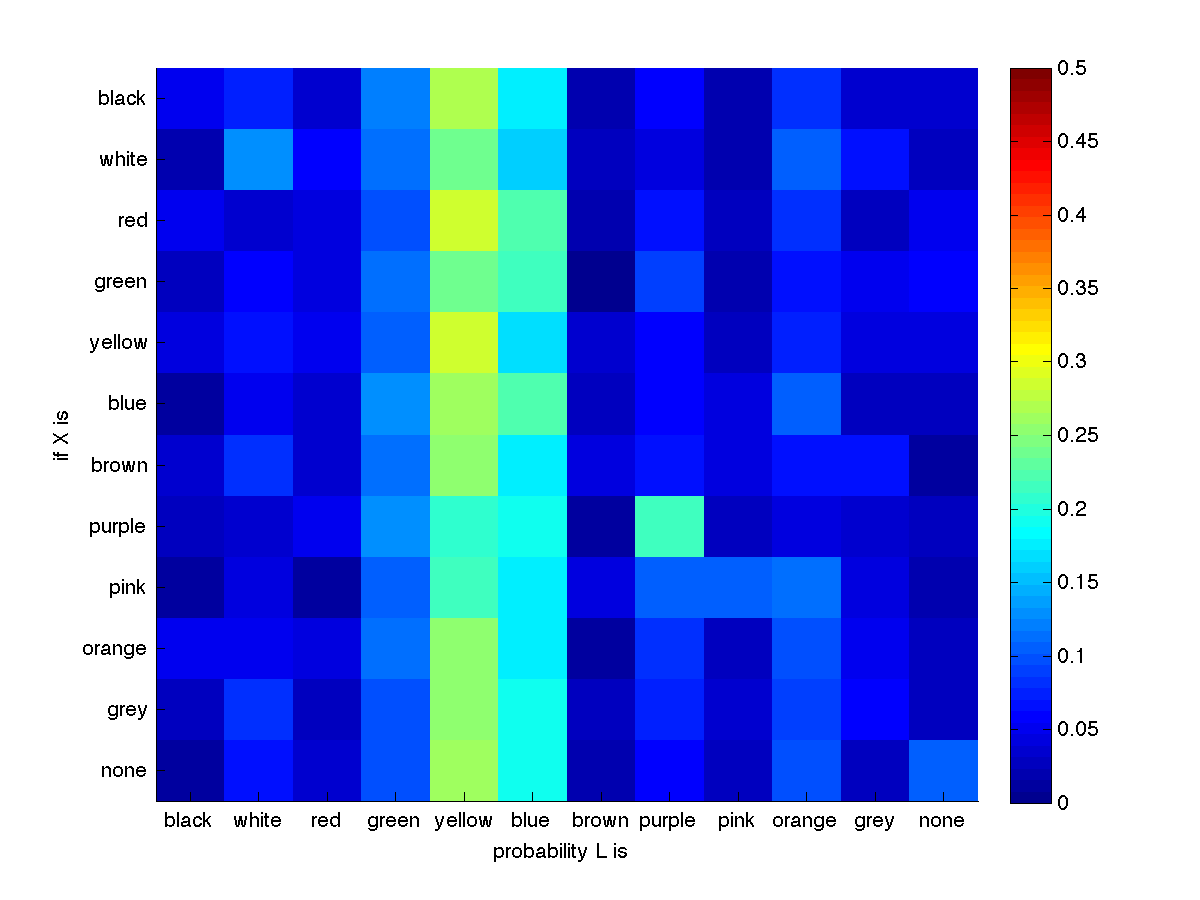 if X is
black
white
red
green
yellow
blue
brown
purple
pink
orange
grey
none
black white red green yellow blue brown purple pink orange grey none
probability L is
0.5
0.45
0.4
0.35
0.3
0.25
0.2
0.15
0.1
0.05
0